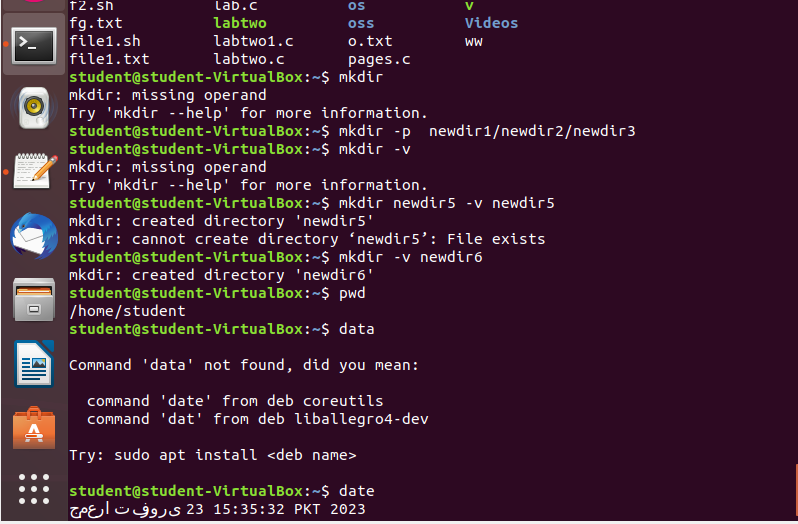 f2.sh lab.c os v
fg.txt labtwo oss Videos
file1.sh labtwo1.c o.txt ww
file1.txt labtwo.c pages.c
student@student-VirtualBox:~$ mkdir
mkdir: missing operand
Try 'mkdir --help' for more information.
student@student-VirtualBox:~$ mkdir -p  newdir1/newdir2/newdir3
student@student-VirtualBox:~$ mkdir -v
mkdir: missing operand
Try 'mkdir --help' for more information.
student@student-VirtualBox:~$ mkdir newdir5 -v newdir5
mkdir: created directory 'newdir5'
mkdir: cannot create directory ‘newdir5’: File exists
student@student-VirtualBox:~$ mkdir -v newdir6
mkdir: created directory 'newdir6'
student@student-VirtualBox:~$ pwd
/home/student
student@student-VirtualBox:~$ data
Command 'data' not found, did you mean:
command 'date' from deb coreutils
command 'dat' from deb liballegro4-dev
Try: sudo apt install <deb name>
student@student-VirtualBox:~$ date
جمعرات فروری 23 15:35:32 PKT 2023